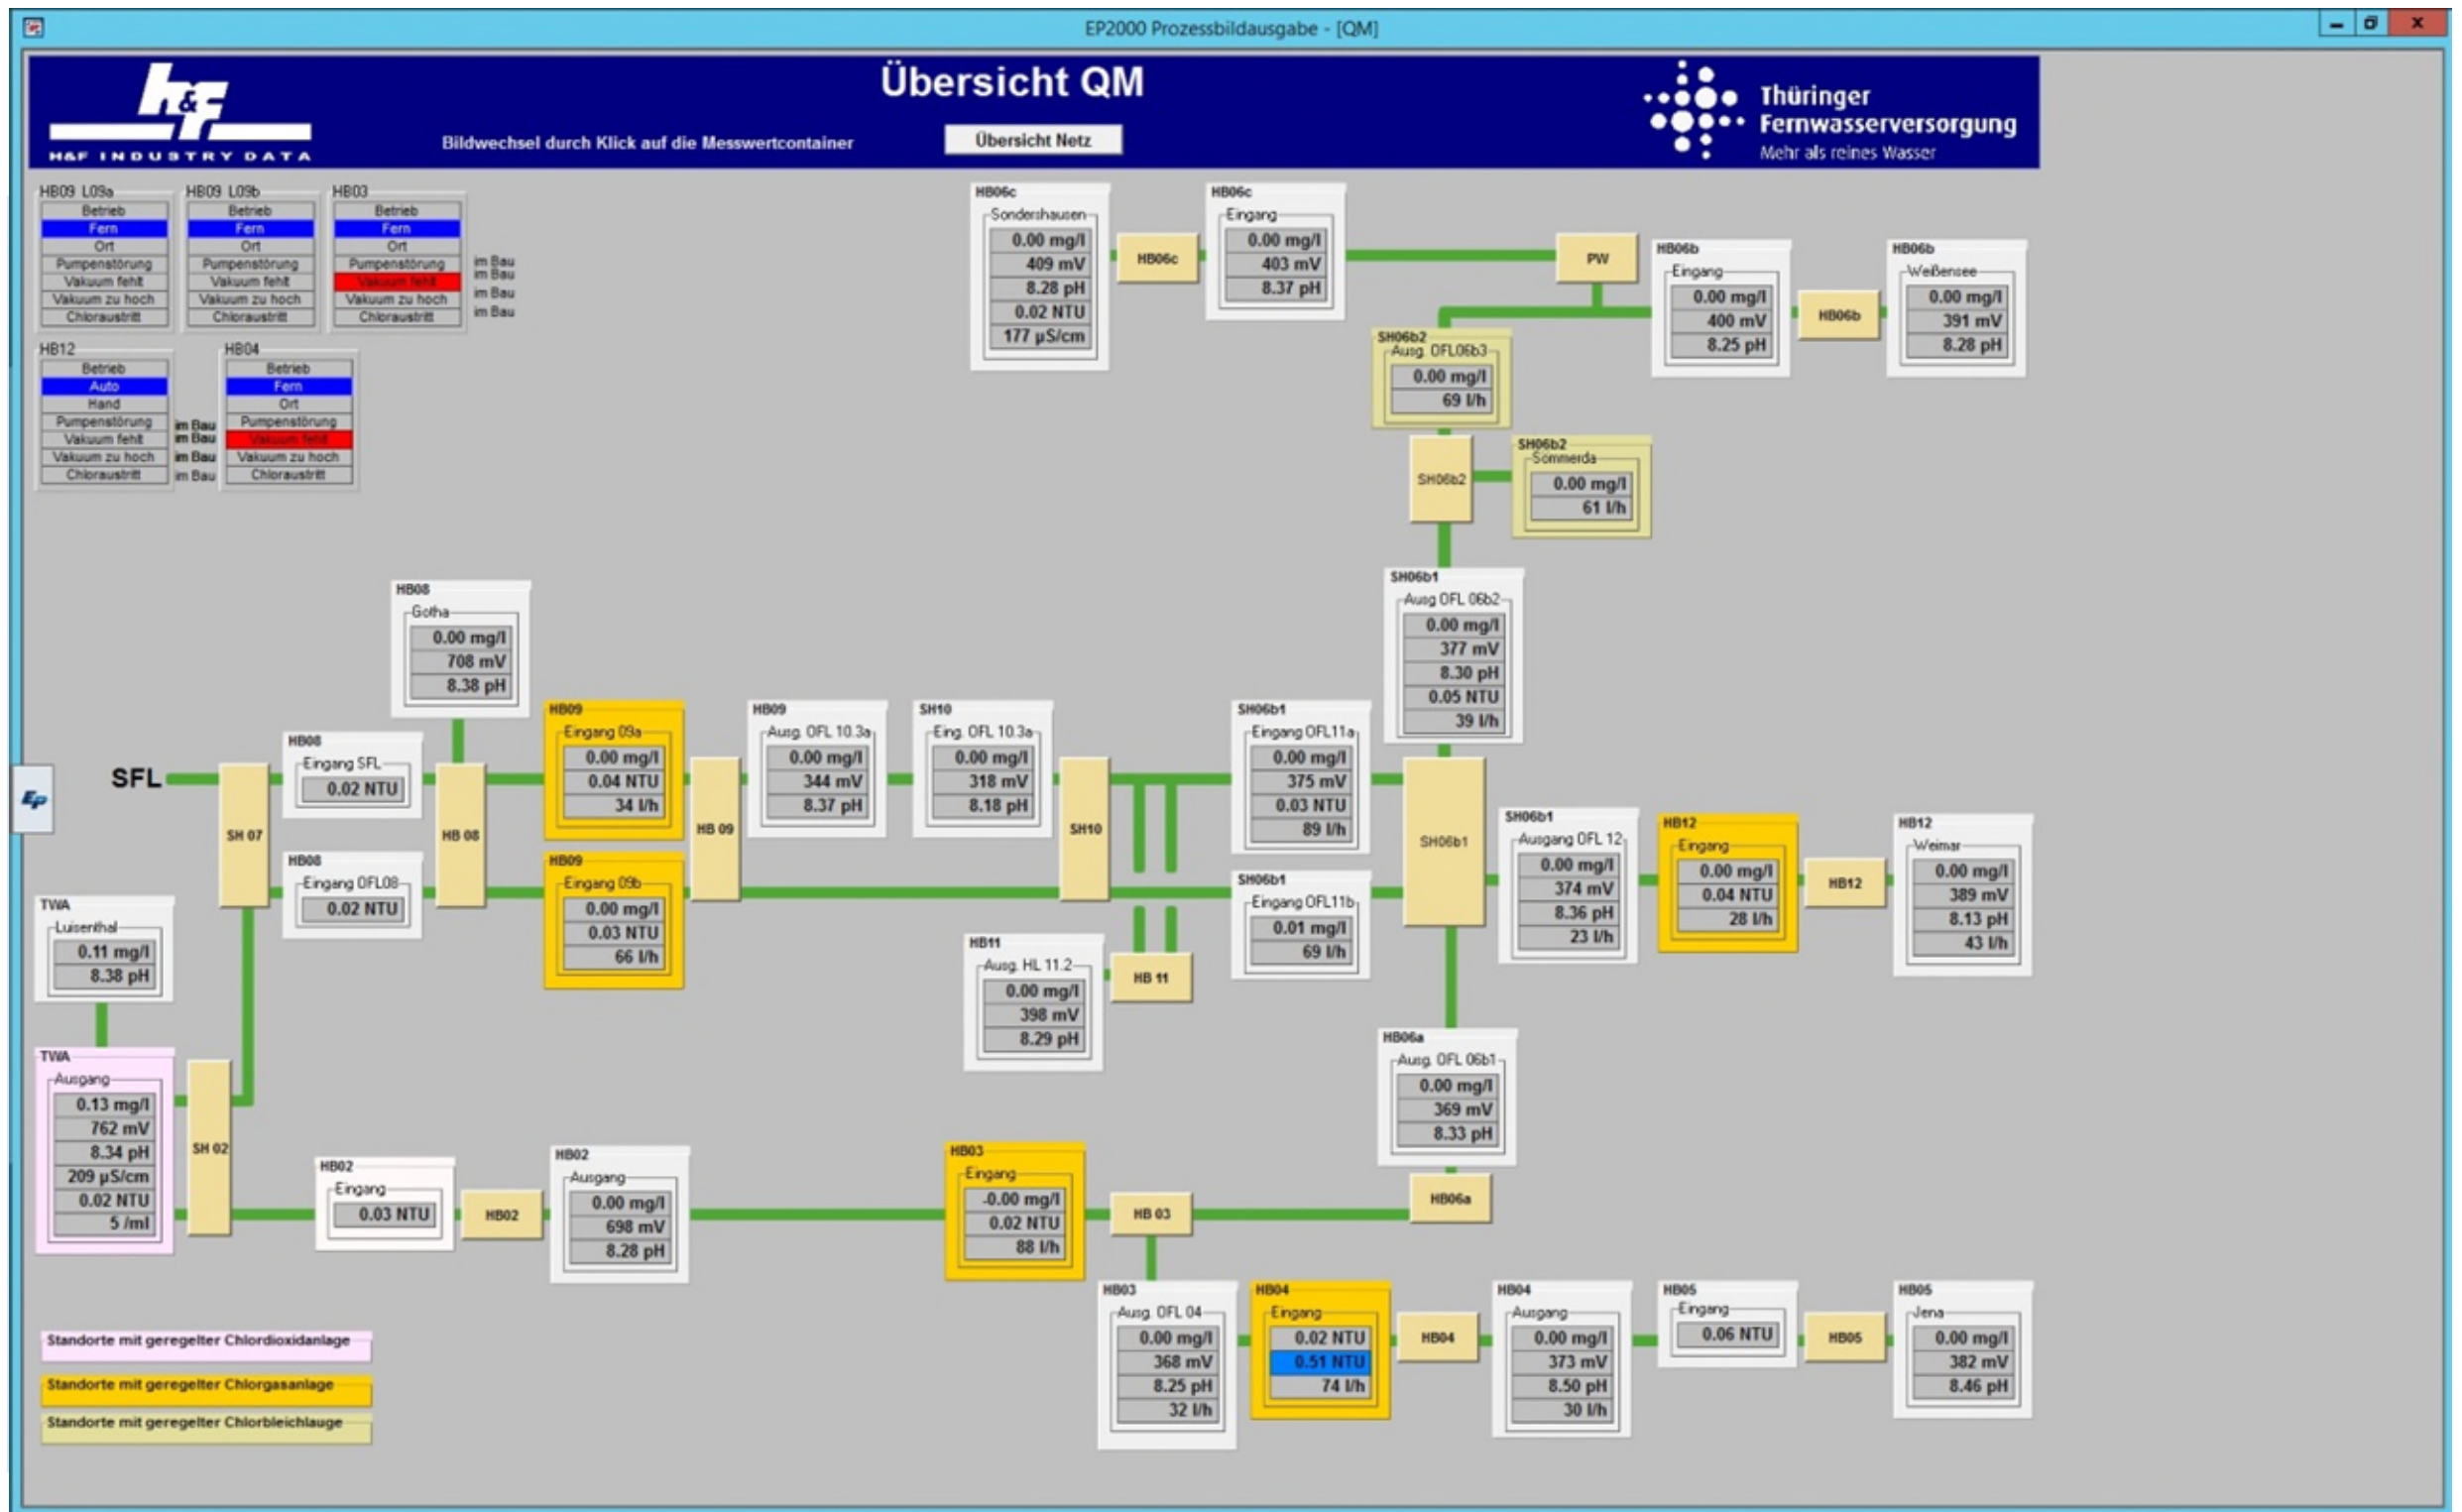 EP2000 Prozessbildausgabe - [QM]
h&f
H&F INDUSTRY DATA
Übersicht QM
Bildwechsel durch Klick auf die Messwertcontainer
Übersicht Netz
Thüringer
Fernwasserversorgung
Mehr als reines Wasser
HB09 L09a
Betrieb
Fern
Ort
Pumpenstörung
Vakuum fehlt
Vakuum zu hoch
Chloraustritt
HB09 L09b
Betrieb
Fern
Ort
Pumpenstörung
Vakuum fehlt
Vakuum zu hoch
Chloraustritt
HB03
Betrieb
Fern
Ort
Pumpenstörung
Vakuum fehlt
Vakuum zu hoch
Chloraustritt
im Bau
im Bau
im Bau
im Bau
HB12
Betrieb
Auto
Hand
Pumpenstörung
Vakuum fehlt
Vakuum zu hoch
Chloraustritt
im Bau
im Bau
im Bau
im Bau
HB04
Betrieb
Fern
Ort
Pumpenstörung
Vakuum fehlt
Vakuum zu hoch
Chloraustritt
HB06c
Sondershausen
0.00 mg/l
409 mV
8.28 pH
0.02 NTU
177 µS/cm
HB06c
HB06c
Eingang
0.00 mg/l
403 mV
8.37 pH
PW
HB06b
Eingang
0.00 mg/l
400 mV
8.25 pH
HB06b
HB06b
Weißensee
0.00 mg/l
391 mV
8.28 pH
SH06b2
Ausg. OFL06b3
0.00 mg/l
69 l/h
SH06b2
SH06b2
Sömmerda
0.00 mg/l
61 l/h
SH06b1
Ausg OFL 06b2
0.00 mg/l
377 mV
8.30 pH
0.05 NTU
39 l/h
HB08
Gotha
0.00 mg/l
708 mV
8.38 pH
Ep
SFL
SH 07
HB08
Eingang SFL
0.02 NTU
HB08
Eingang OFL08
0.02 NTU
HB 08
HB09
Eingang 09a
0.00 mg/l
0.04 NTU
34 l/h
HB09
Eingang 09b
0.00 mg/l
0.03 NTU
66 l/h
HB 09
HB09
Ausg. OFL 10.3a
0.00 mg/l
344 mV
8.37 pH
SH10
Eing. OFL 10.3a
0.00 mg/l
318 mV
8.18 pH
SH10
SH06b1
Eingang OFL11a
0.00 mg/l
375 mV
0.03 NTU
89 l/h
SH06b1
Eingang OFL11b
0.01 mg/l
69 l/h
SH06b1
SH06b1
Ausgang OFL 12
0.00 mg/l
374 mV
8.36 pH
23 l/h
HB12
Eingang
0.00 mg/l
0.04 NTU
28 l/h
HB12
HB12
Weimar
0.00 mg/l
389 mV
8.13 pH
43 l/h
HB11
Ausg. HL 11.2
0.00 mg/l
398 mV
8.29 pH
HB 11
TWA
Luisenthal
0.11 mg/l
8.38 pH
TWA
Ausgang
0.13 mg/l
762 mV
8.34 pH
209 µS/cm
0.02 NTU
5 /ml
SH 02
HB02
Eingang
0.03 NTU
HB02
HB02
Ausgang
0.00 mg/l
698 mV
8.28 pH
HB03
Eingang
-0.00 mg/l
0.02 NTU
88 l/h
HB 03
HB06a
Ausg. OFL 06b1
0.00 mg/l
369 mV
8.33 pH
HB06a
HB03
Ausg. OFL 04
0.00 mg/l
368 mV
8.25 pH
32 l/h
HB04
Eingang
0.02 NTU
0.51 NTU
74 l/h
HB04
HB04
Ausgang
0.00 mg/l
373 mV
8.50 pH
30 l/h
HB05
Eingang
0.06 NTU
HB05
HB05
Jena
0.00 mg/l
382 mV
8.46 pH
Standorte mit geregelter Chlordioxidanlage
Standorte mit geregelter Chlorgasanlage
Standorte mit geregelter Chlorbleichlauge